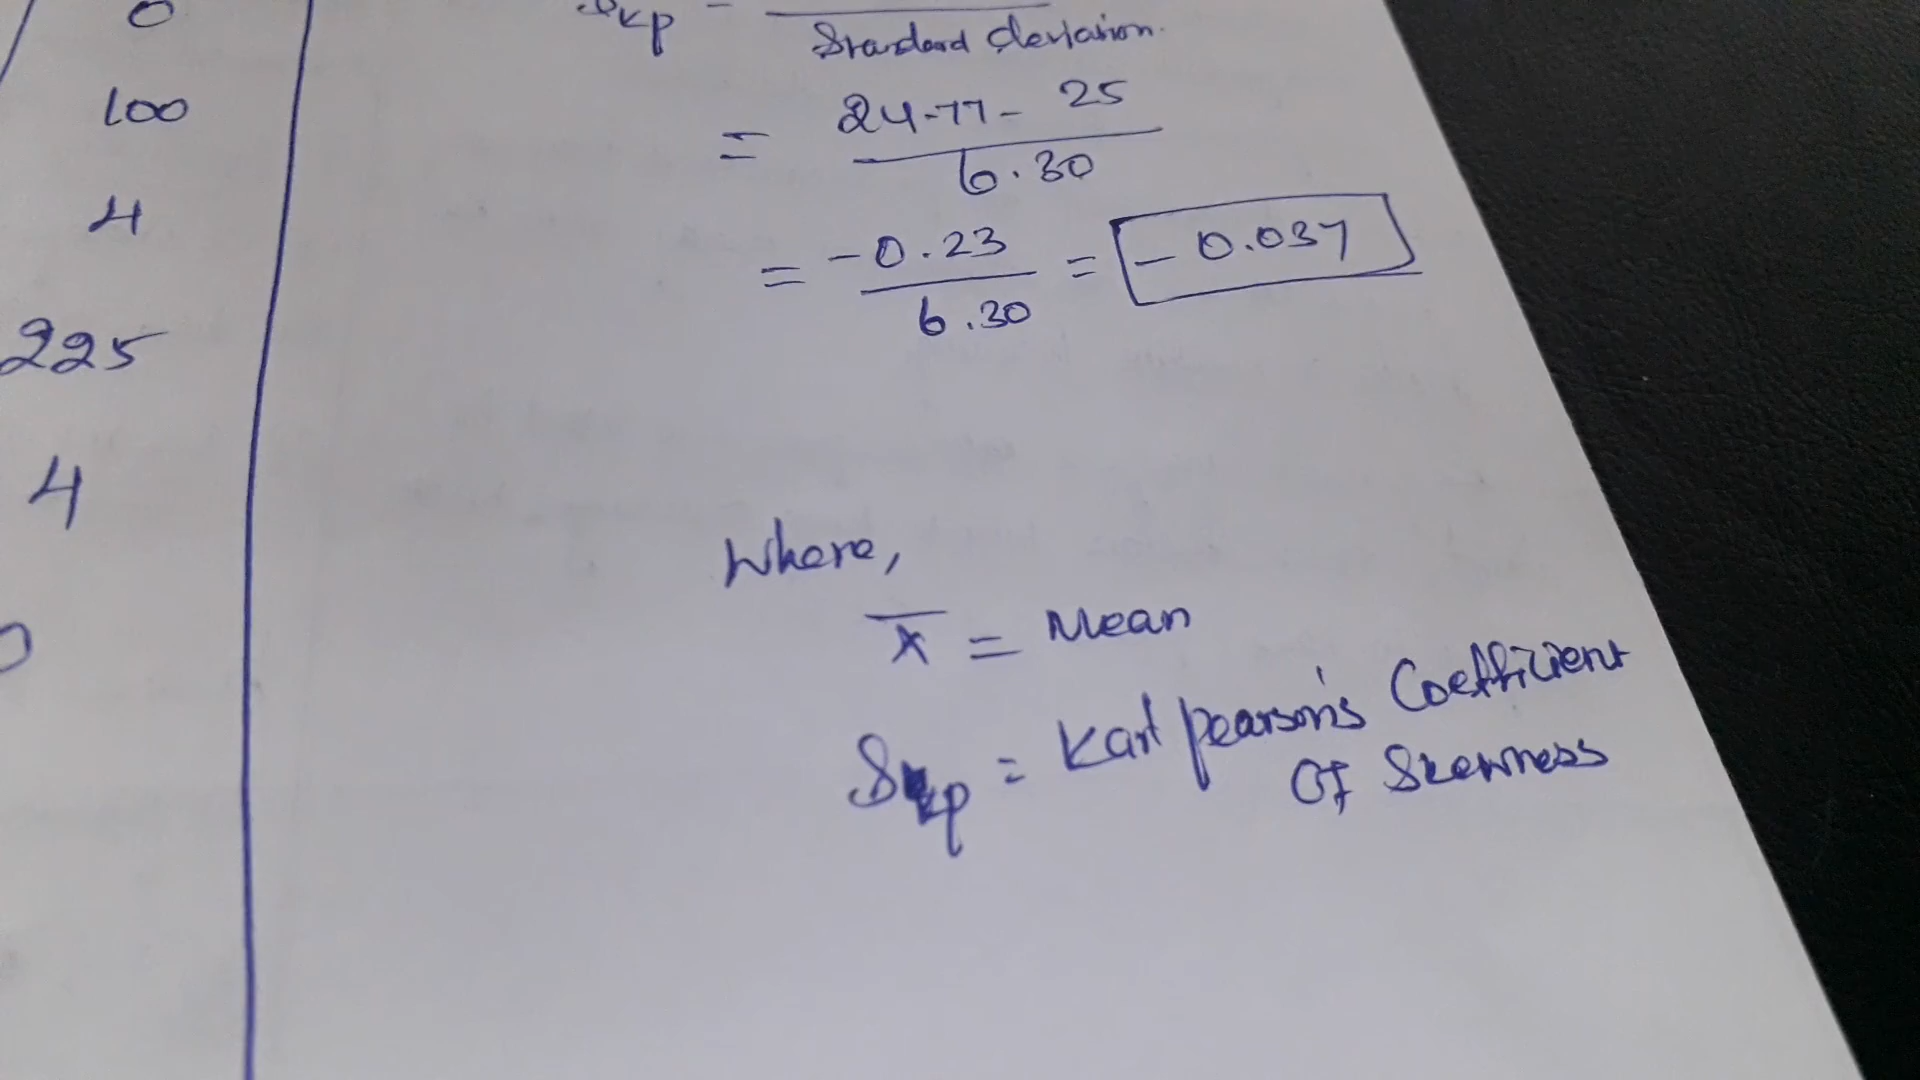 0
100
4
225
4
Skp =
Standard deviation.
= 24.77 - 25
6.30
= -0.23 / 6.30 = - 0.037
Where,
x̄ = Mean
Skp = Karl pearson's Coefficient
Of Skewness